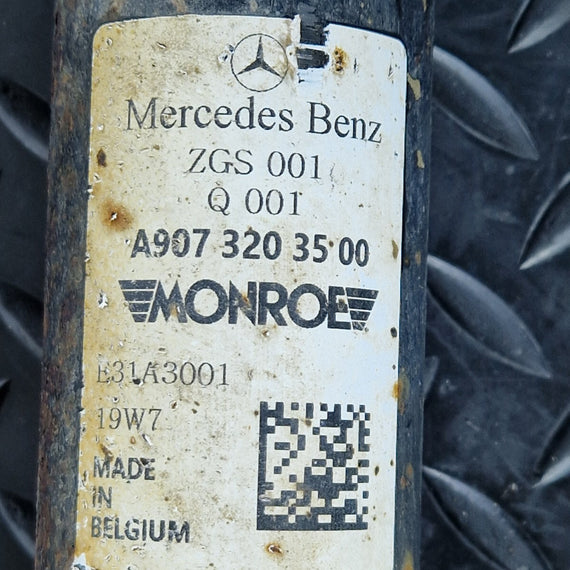 Mercedes Benz
ZGS 001
Q 001
A907 320 35 00
MONROE
E31A3001
19W7
MADE
IN
BELGIUM